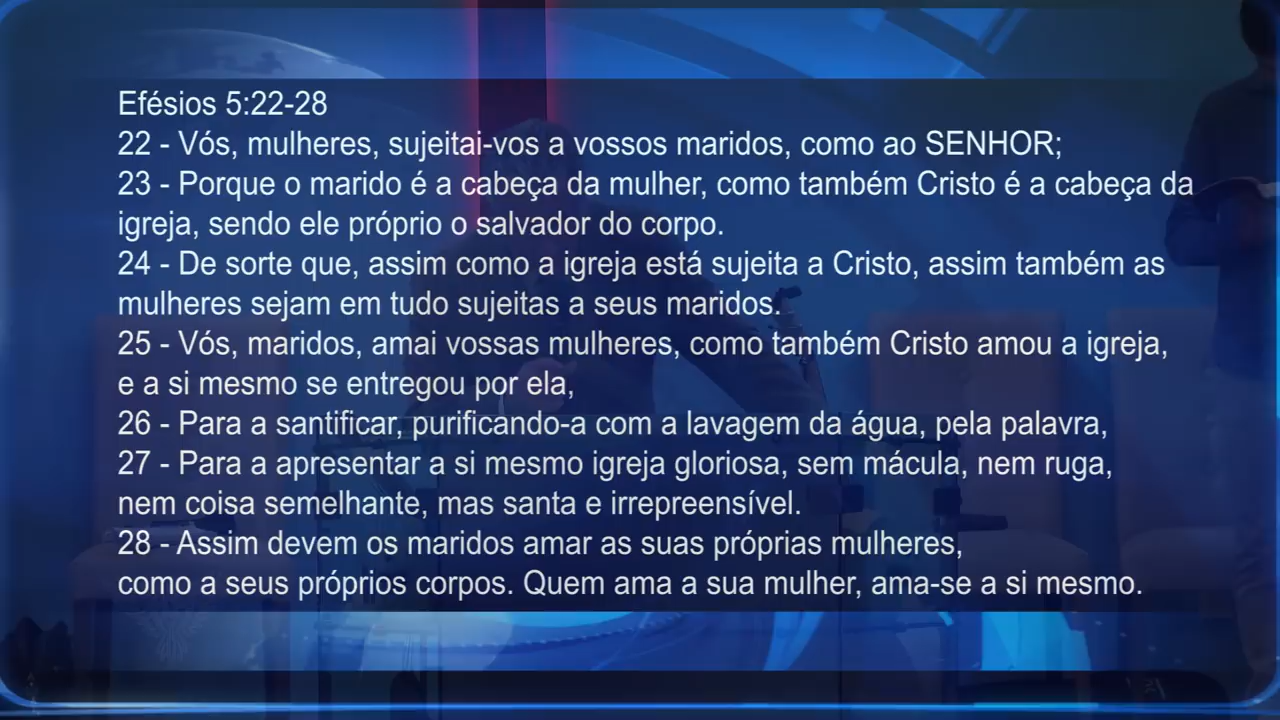 Efésios 5:22-28
22 - Vós, mulheres, sujeitai-vos a vossos maridos, como ao SENHOR;
23 - Porque o marido é a cabeça da mulher, como também Cristo é a cabeça da
igreja, sendo ele próprio o salvador do corpo.
24 - De sorte que, assim como a igreja está sujeita a Cristo, assim também as
mulheres sejam em tudo sujeitas a seus maridos.
25 - Vós, maridos, amai vossas mulheres, como também Cristo amou a igreja,
e a si mesmo se entregou por ela,
26 - Para a santificar, purificando-a com a lavagem da água, pela palavra,
27 - Para a apresentar a si mesmo igreja gloriosa, sem mácula, nem ruga,
nem coisa semelhante, mas santa e irrepreensível.
28 - Assim devem os maridos amar as suas próprias mulheres,
como a seus próprios corpos. Quem ama a sua mulher, ama-se a si mesmo.